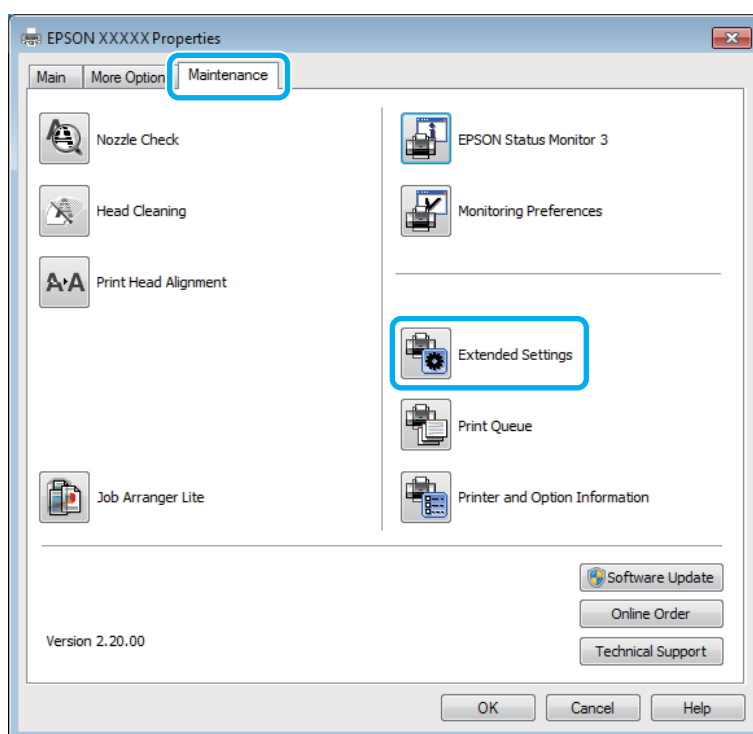 EPSON XXXXX Properties
Main
More Option
Maintenance
Nozzle Check
Head Cleaning
A A Print Head Alignment
Job Arranger Lite
EPSON Status Monitor 3
Monitoring Preferences
Extended Settings
Print Queue
Printer and Option Information
Software Update
Online Order
Version 2.20.00
Technical Support
OK
Cancel
Help